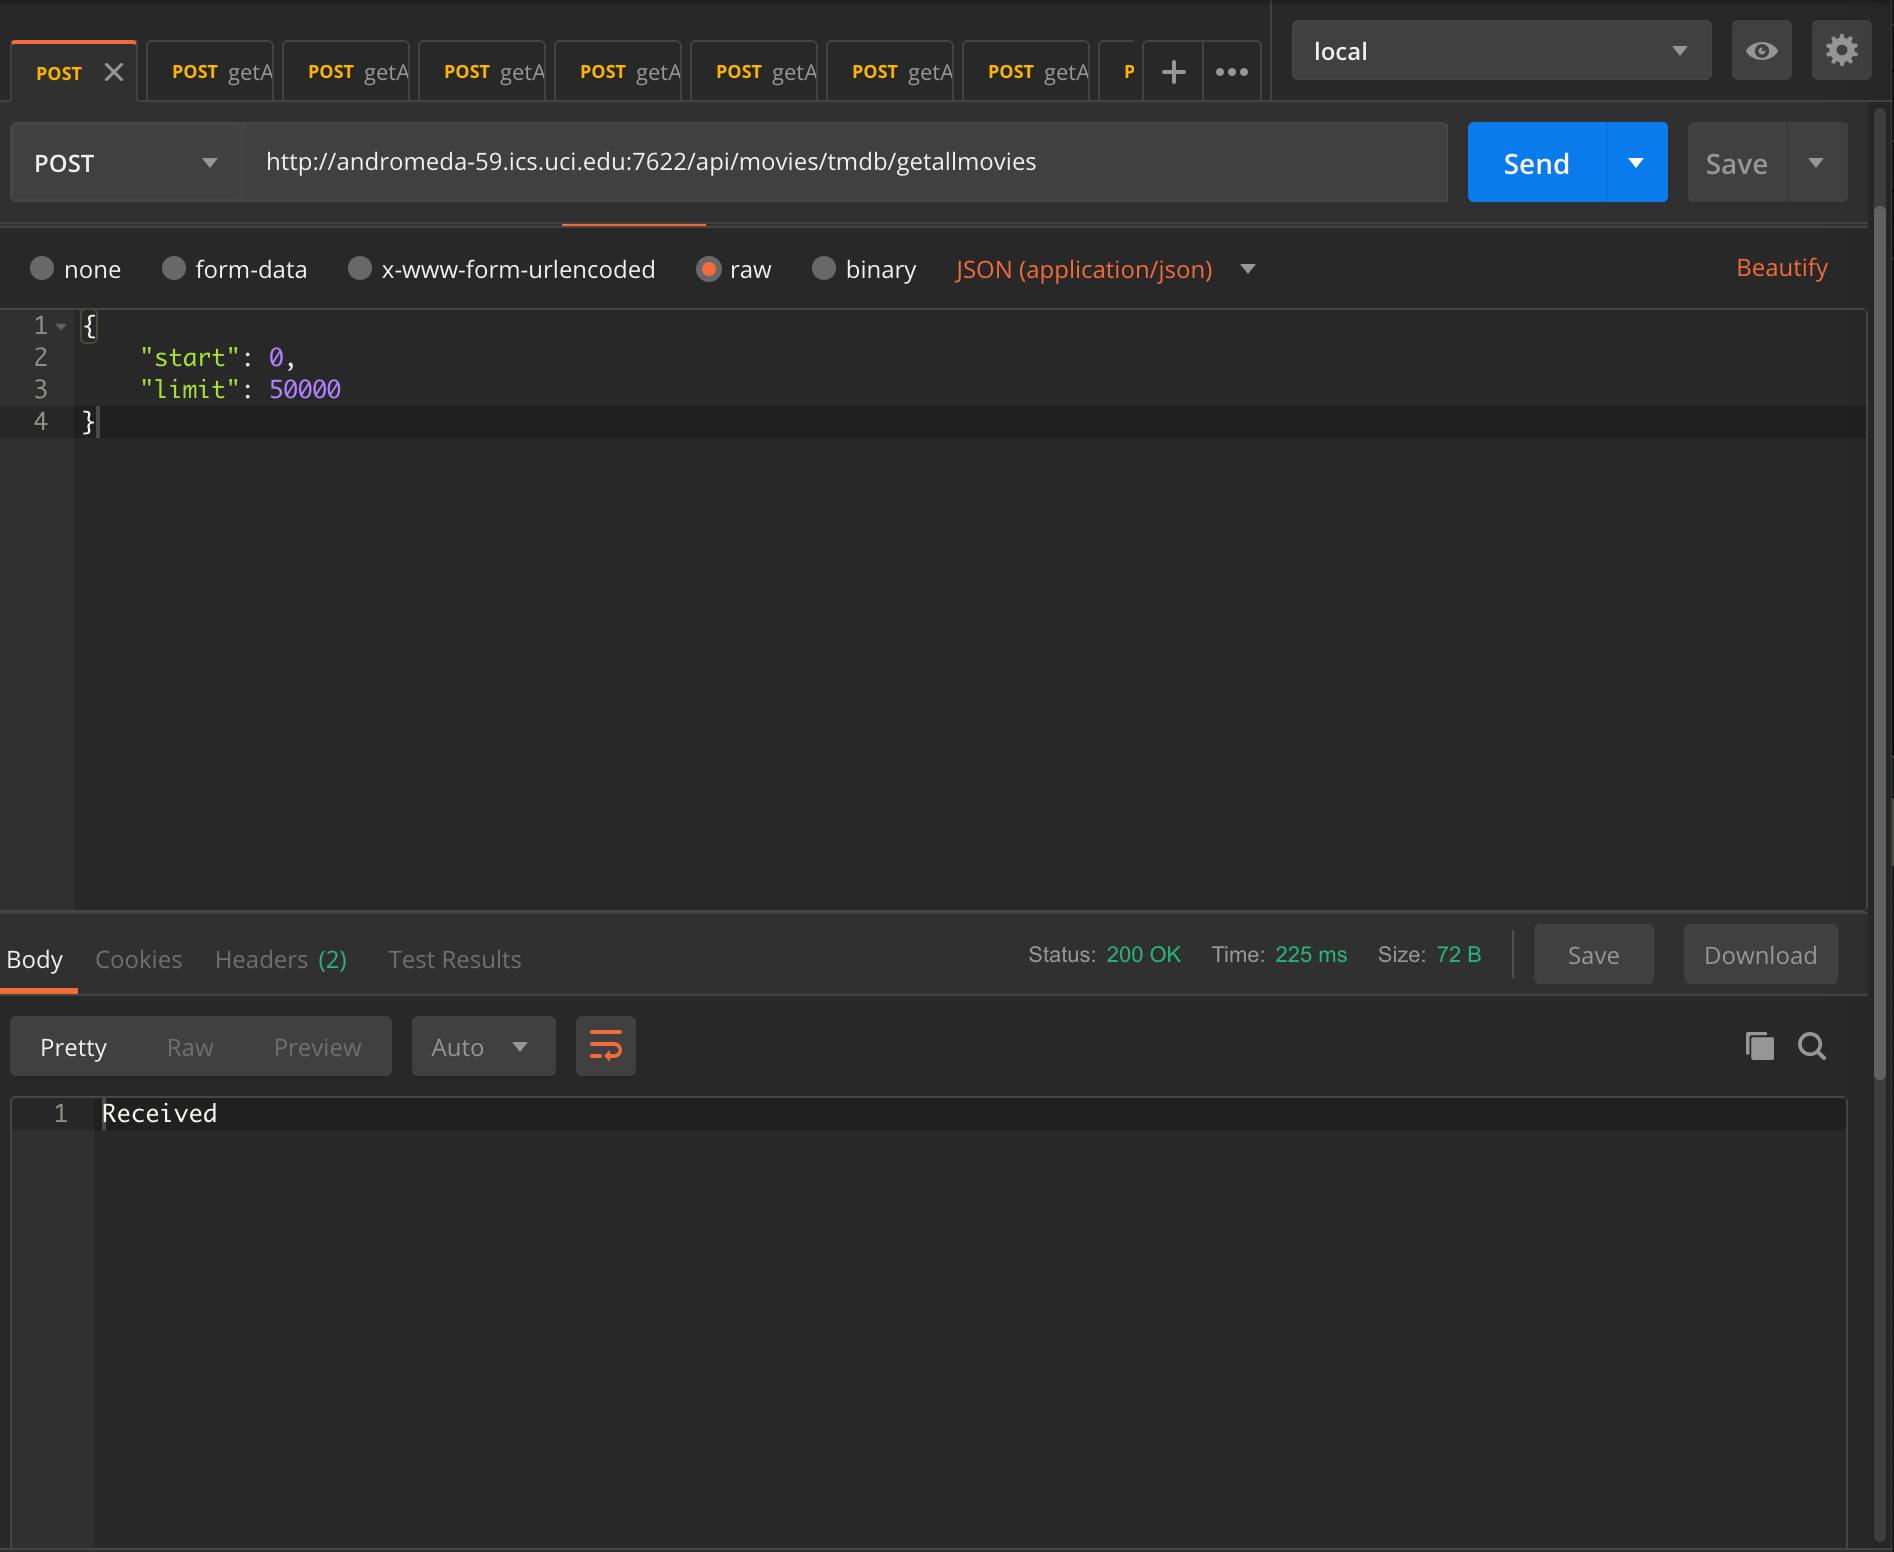 POST
POST getA
POST getA
POST getA
POST getA
POST getA
POST getA
POST getA
P
local
POST
http://andromeda-59.ics.uci.edu:7622/api/movies/tmdb/getallmovies
Send
Save
none
form-data
x-www-form-urlencoded
raw
binary
JSON (application/json)
Beautify
1 {
2 "start": 0,
3 "limit": 50000
4 }
Body Cookies Headers (2) Test Results
Status: 200 OK Time: 225 ms Size: 72 B
Save
Download
Pretty Raw Preview
Auto
1 Received